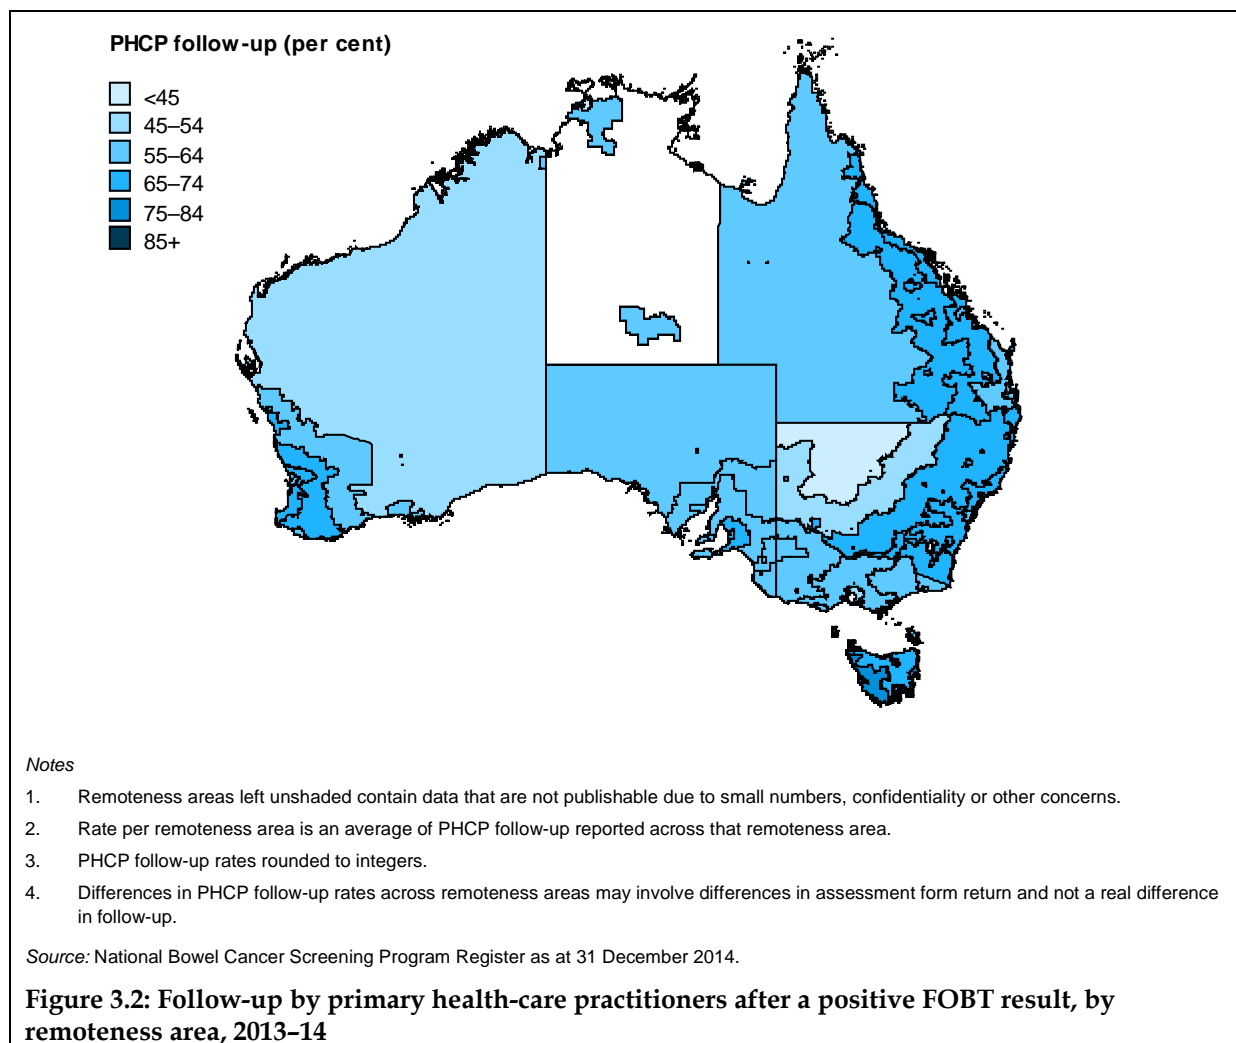 PHCP follow-up (per cent)
<45
45–54
55–64
65–74
75–84
85+
Notes
1. Remoteness areas left unshaded contain data that are not publishable due to small numbers, confidentiality or other concerns.
2. Rate per remoteness area is an average of PHCP follow-up reported across that remoteness area.
3. PHCP follow-up rates rounded to integers.
4. Differences in PHCP follow-up rates across remoteness areas may involve differences in assessment form return and not a real difference
in follow-up.
Source: National Bowel Cancer Screening Program Register as at 31 December 2014.
Figure 3.2: Follow-up by primary health-care practitioners after a positive FOBT result, by
remoteness area, 2013–14